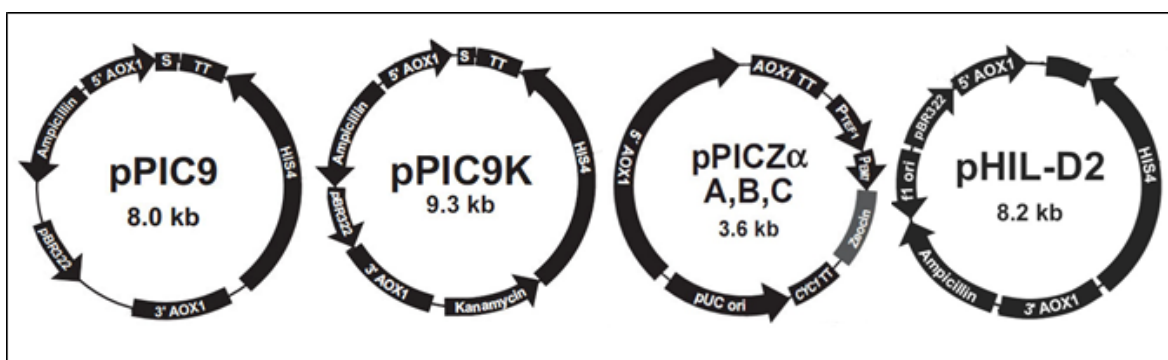 5' AOX1
S
TT
HIS4
3' AOX1
pBR322
Ampicillin
pPIC9
8.0 kb
5' AOX1
S
TT
HIS4
Kanamycin
3' AOX1
pBR322
Ampicillin
pPIC9K
9.3 kb
5' AOX1
AOX1 TT
PTEF1
Zeocin
CYC1 TT
pUC ori
pPICZα
A,B,C
3.6 kb
5' AOX1
HIS4
3' AOX1
Ampicillin
f1 ori
pBR322
pHIL-D2
8.2 kb